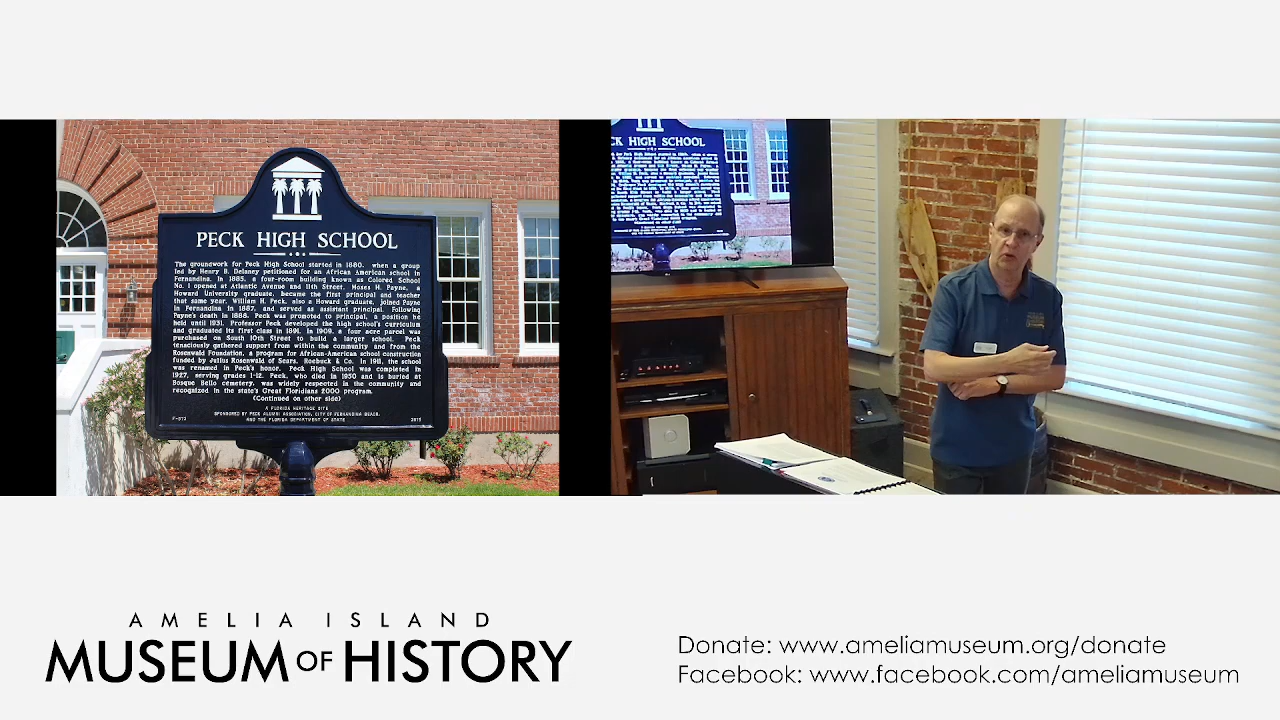 PECK HIGH SCHOOL
The groundwork for Peck High School started in 1880, when a group
led by Henry B. Delaney petitioned for an African American school in
Fernandina. In 1885, a four-room building known as Colored School
No. 1 opened at Atlantic Avenue and 11th Street. Moses H. Payne, a
Howard University graduate, became the first principal and teacher
that same year. William H. Peck, also a Howard graduate, joined Payne
in Fernandina in 1887, and served as assistant principal. Following
Payne's death in 1888, Peck was promoted to principal, a position he
held until 1931. Professor Peck developed the high school's curriculum
and graduated its first class in 1891. In 1909, a four acre parcel was
purchased on South 10th Street to build a larger school. Peck
tenaciously gathered support from within the community and from the
Rosenwald Foundation, a program for African-American school construction
funded by Julius Rosenwald of Sears, Roebuck & Co. In 1911, the school
was renamed in Peck's honor. Peck High School was completed in
1927, serving grades 1-12. Peck, who died in 1950 and is buried at
Bosque Bello cemetery, was widely respected in the community and
recognized in the state's Great Floridians 2000 program.
(Continued on other side)
A FLORIDA HERITAGE SITE
SPONSORED BY PECK ALUMNI ASSOCIATION, CITY OF FERNANDINA BEACH,
F-873 AND THE FLORIDA DEPARTMENT OF STATE 2015
CK HIGH SCHOOL
AMELIA ISLAND
MUSEUM OF HISTORY
Donate: www.ameliamuseum.org/donate
Facebook: www.facebook.com/ameliamuseum